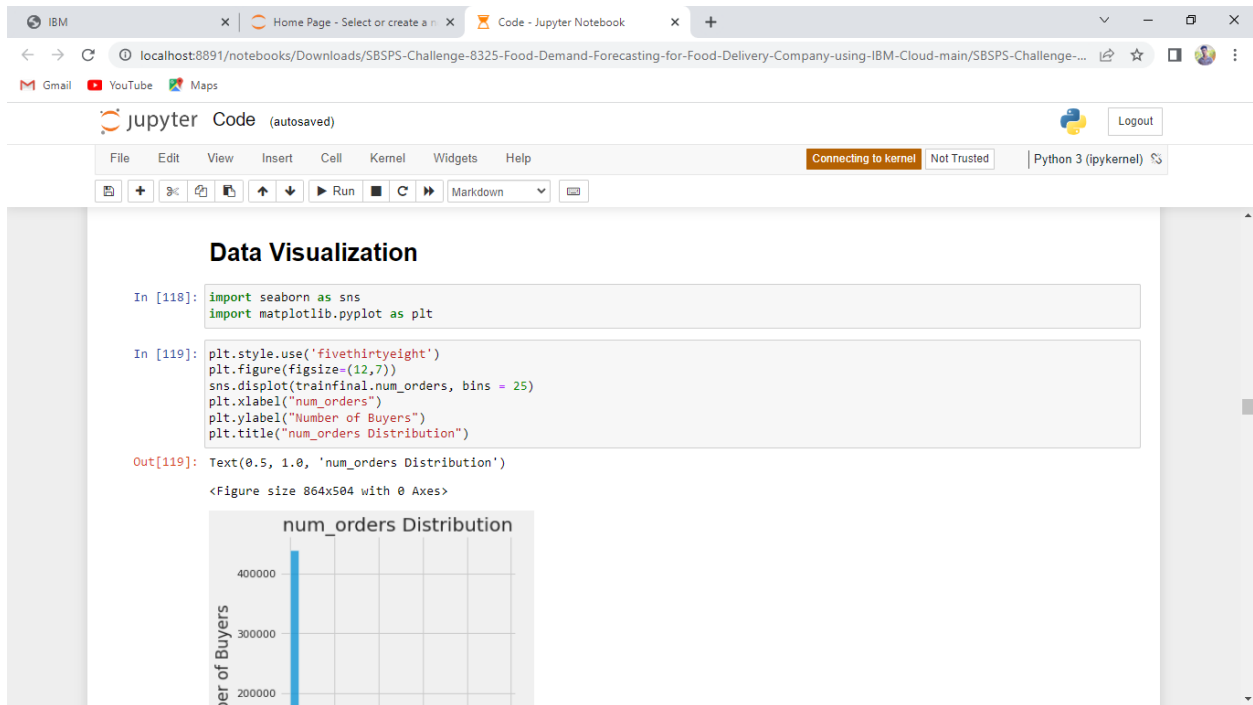 IBM
Home Page - Select or create a n
Code - Jupyter Notebook
localhost:8891/notebooks/Downloads/SBSPS-Challenge-8325-Food-Demand-Forecasting-for-Food-Delivery-Company-using-IBM-Cloud-main/SBSPS-Challenge-...
Gmail YouTube Maps
jupyter Code (autosaved)
Logout
File Edit View Insert Cell Kernel Widgets Help
Connecting to kernel Not Trusted Python 3 (ipykernel)
Run Markdown
Data Visualization
In [118]: import seaborn as sns
import matplotlib.pyplot as plt
In [119]: plt.style.use('fivethirtyeight')
plt.figure(figsize=(12,7))
sns.displot(trainfinal.num_orders, bins = 25)
plt.xlabel("num_orders")
plt.ylabel("Number of Buyers")
plt.title("num_orders Distribution")
Out[119]: Text(0.5, 1.0, 'num_orders Distribution')
<Figure size 864x504 with 0 Axes>
num_orders Distribution
400000
300000
200000
ber of Buyers